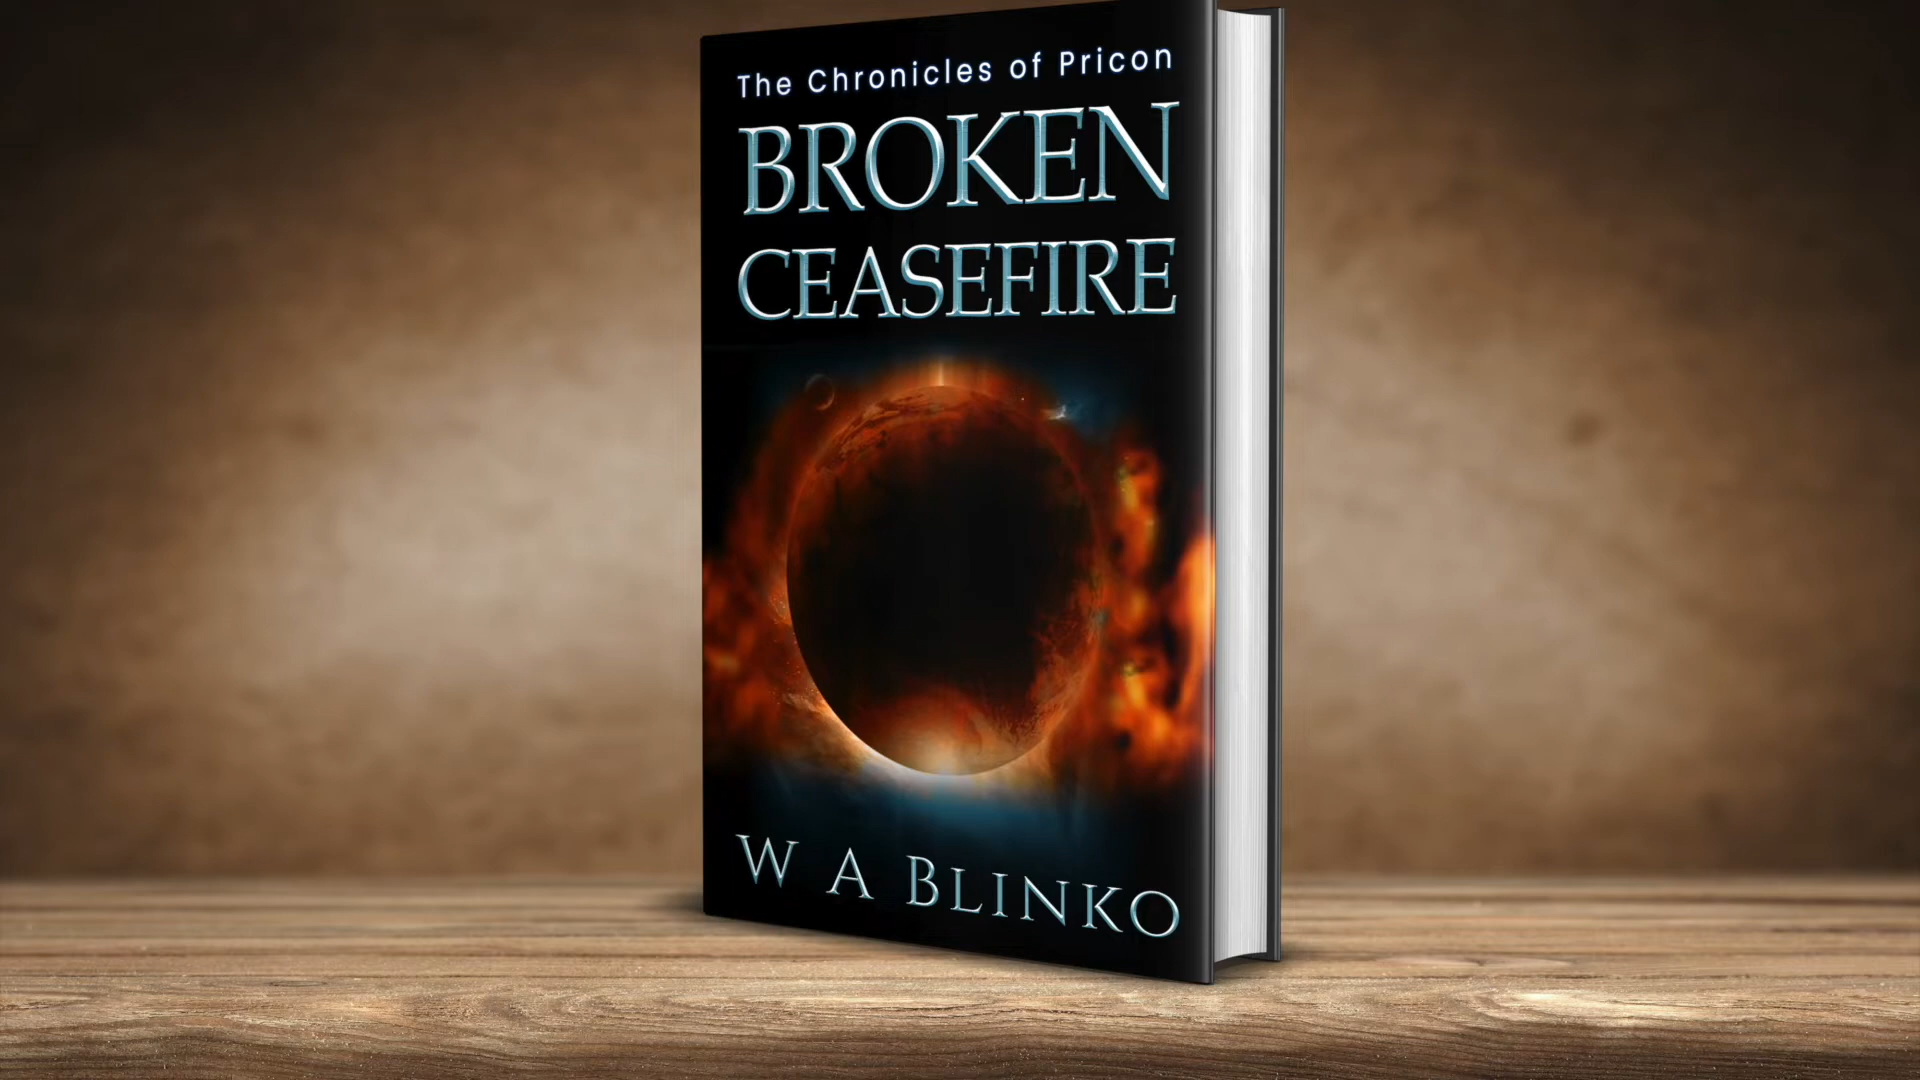 The Chronicles of Pricon
BROKEN
CEASEFIRE
W A BLINKO